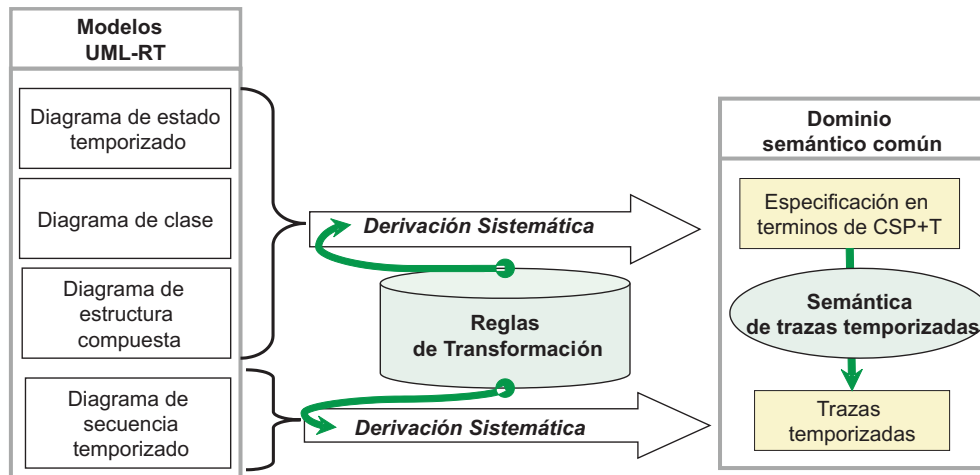 Modelos
UML-RT
Diagrama de estado
temporizado
Diagrama de clase
Diagrama de
estructura
compuesta
Diagrama de
secuencia
temporizado
Derivación Sistemática
Reglas
de Transformación
Derivación Sistemática
Dominio
semántico común
Especificación en
terminos de CSP+T
Semántica
de trazas temporizadas
Trazas
temporizadas